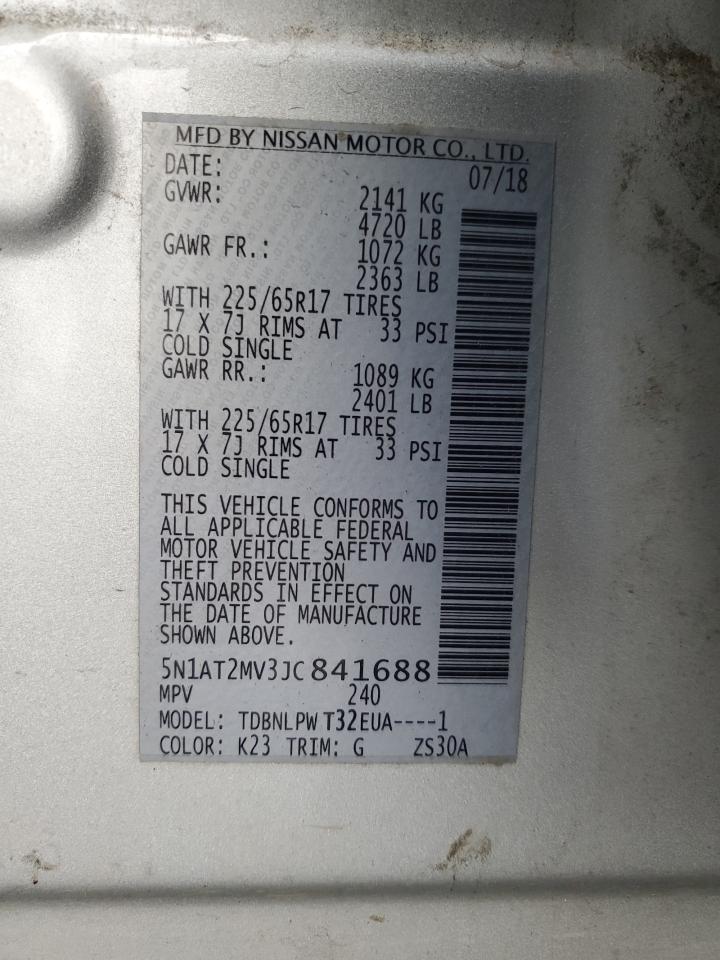 MFD BY NISSAN MOTOR CO., LTD.
DATE: 07/18
GVWR: 2141 KG
4720 LB
GAWR FR.: 1072 KG
2363 LB
WITH 225/65R17 TIRES
17 X 7J RIMS AT 33 PSI
COLD SINGLE
GAWR RR.: 1089 KG
2401 LB
WITH 225/65R17 TIRES
17 X 7J RIMS AT 33 PSI
COLD SINGLE
THIS VEHICLE CONFORMS TO
ALL APPLICABLE FEDERAL
MOTOR VEHICLE SAFETY AND
THEFT PREVENTION
STANDARDS IN EFFECT ON
THE DATE OF MANUFACTURE
SHOWN ABOVE.
5N1AT2MV3JC841688
MPV 240
MODEL: TDBNLPW T32EUA----1
COLOR: K23 TRIM: G ZS30A